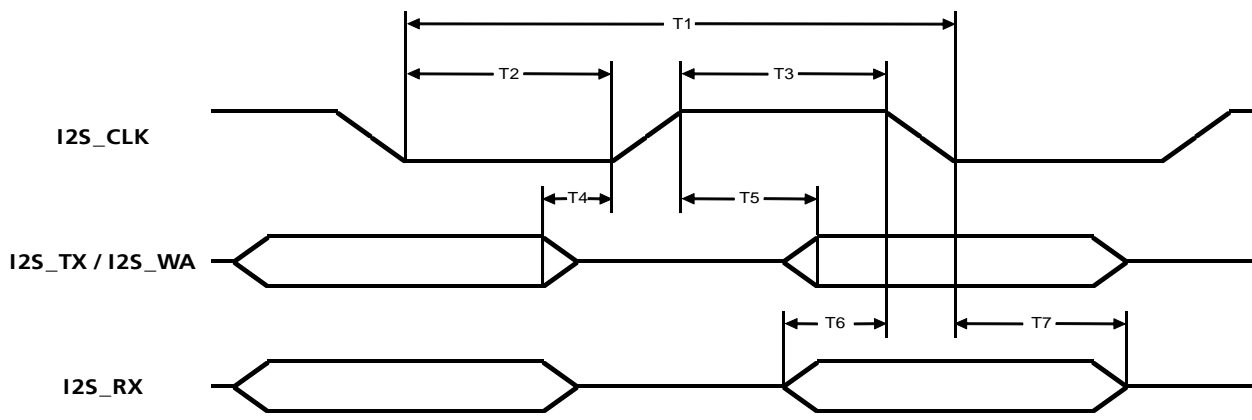 T1
T2
T3
I2S_CLK
T4
T5
I2S_TX / I2S_WA
T6
T7
I2S_RX